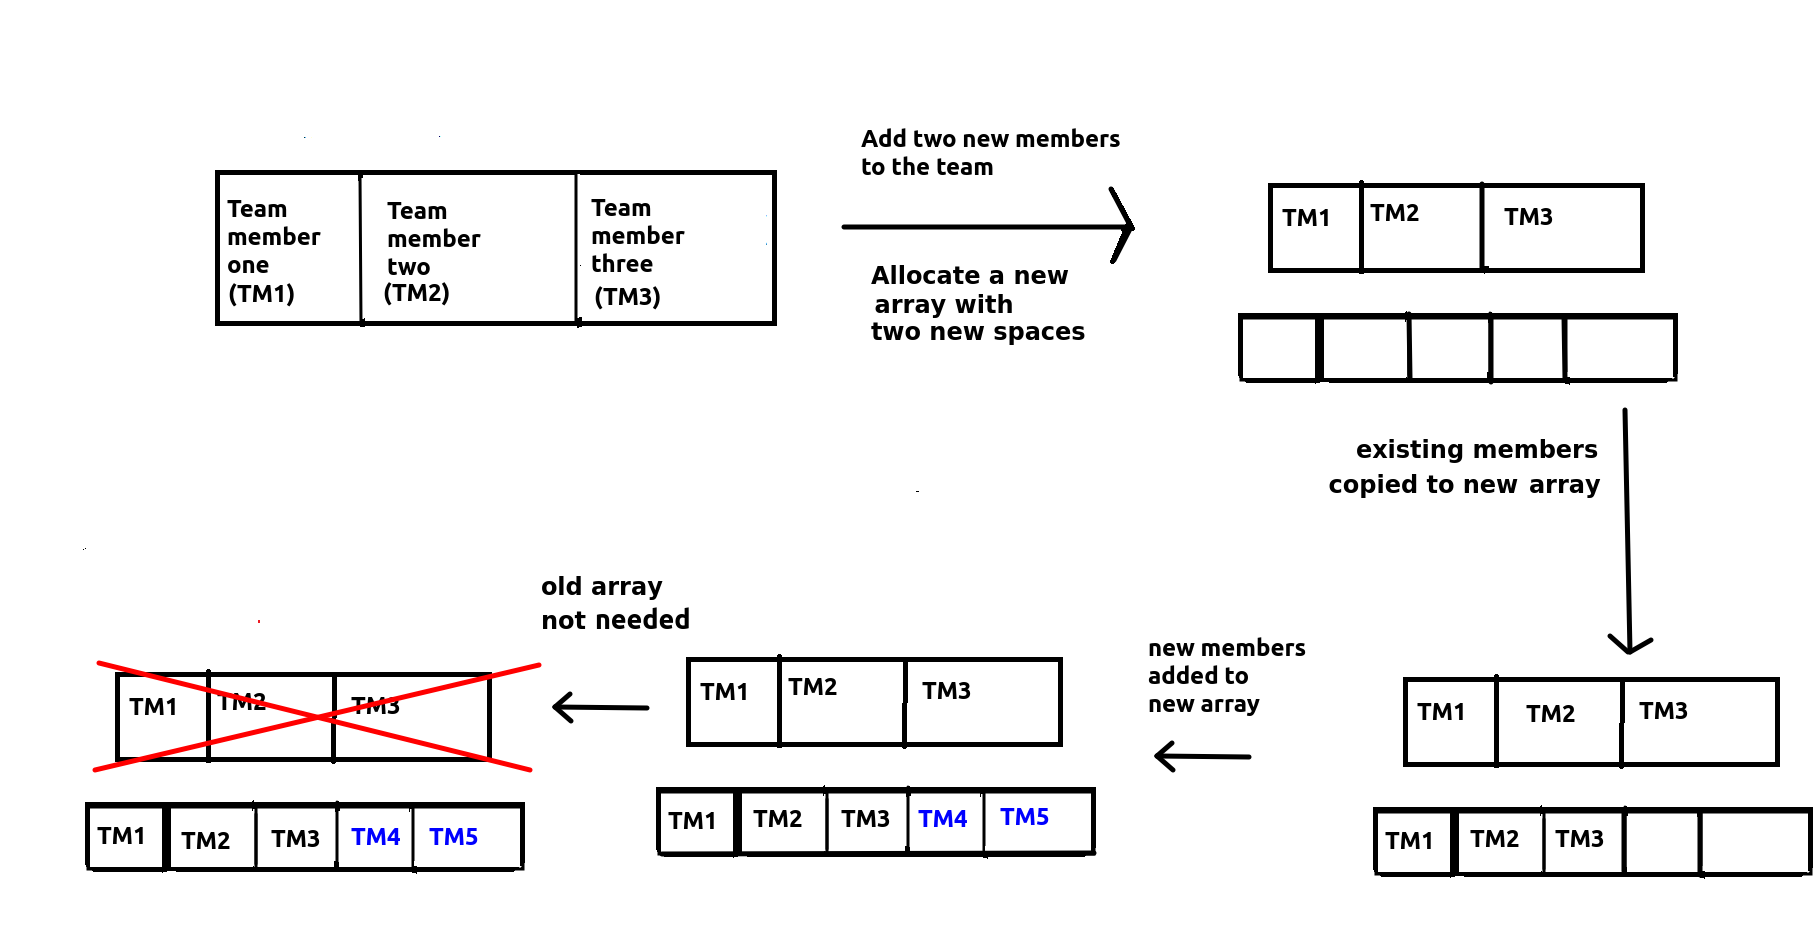 Team
member
one
(TM1)
Team
member
two
(TM2)
Team
member
three
(TM3)
Add two new members
to the team
Allocate a new
array with
two new spaces
TM1 TM2 TM3
existing members
copied to new array
TM1 TM2 TM3
TM1 TM2 TM3
new members
added to
new array
TM1 TM2 TM3
TM1 TM2 TM3 TM4 TM5
old array
not needed
TM1 TM2 TM3
TM1 TM2 TM3 TM4 TM5